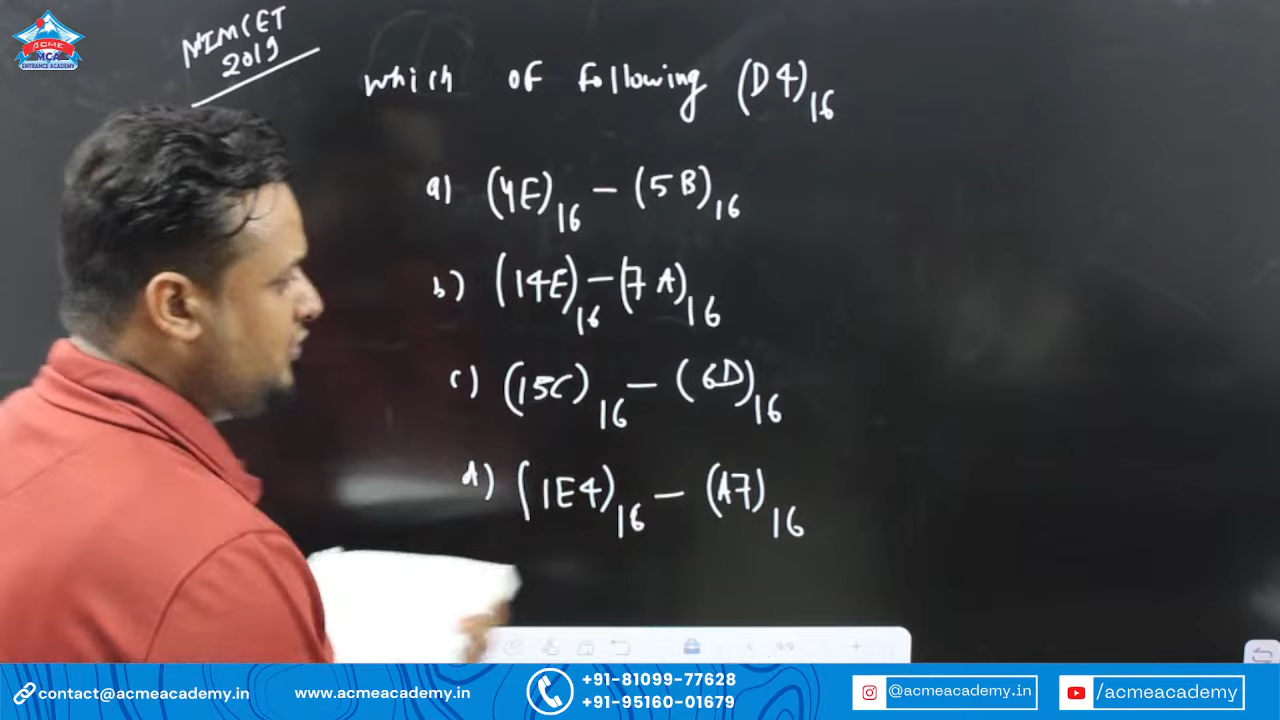 ACME
MCA
ENTRANCE ACADEMY
NIMCET
2019
which of following (D4)16
a) (4E)16 − (5B)16
b) (14E)16 − (7A)16
c) (15C)16 − (6D)16
d) (1E4)16 − (A7)16
9/9
contact@acmeacademy.in
www.acmeacademy.in
+91-81099-77628
+91-95160-01679
@acmeacademy.in
/acmeacademy